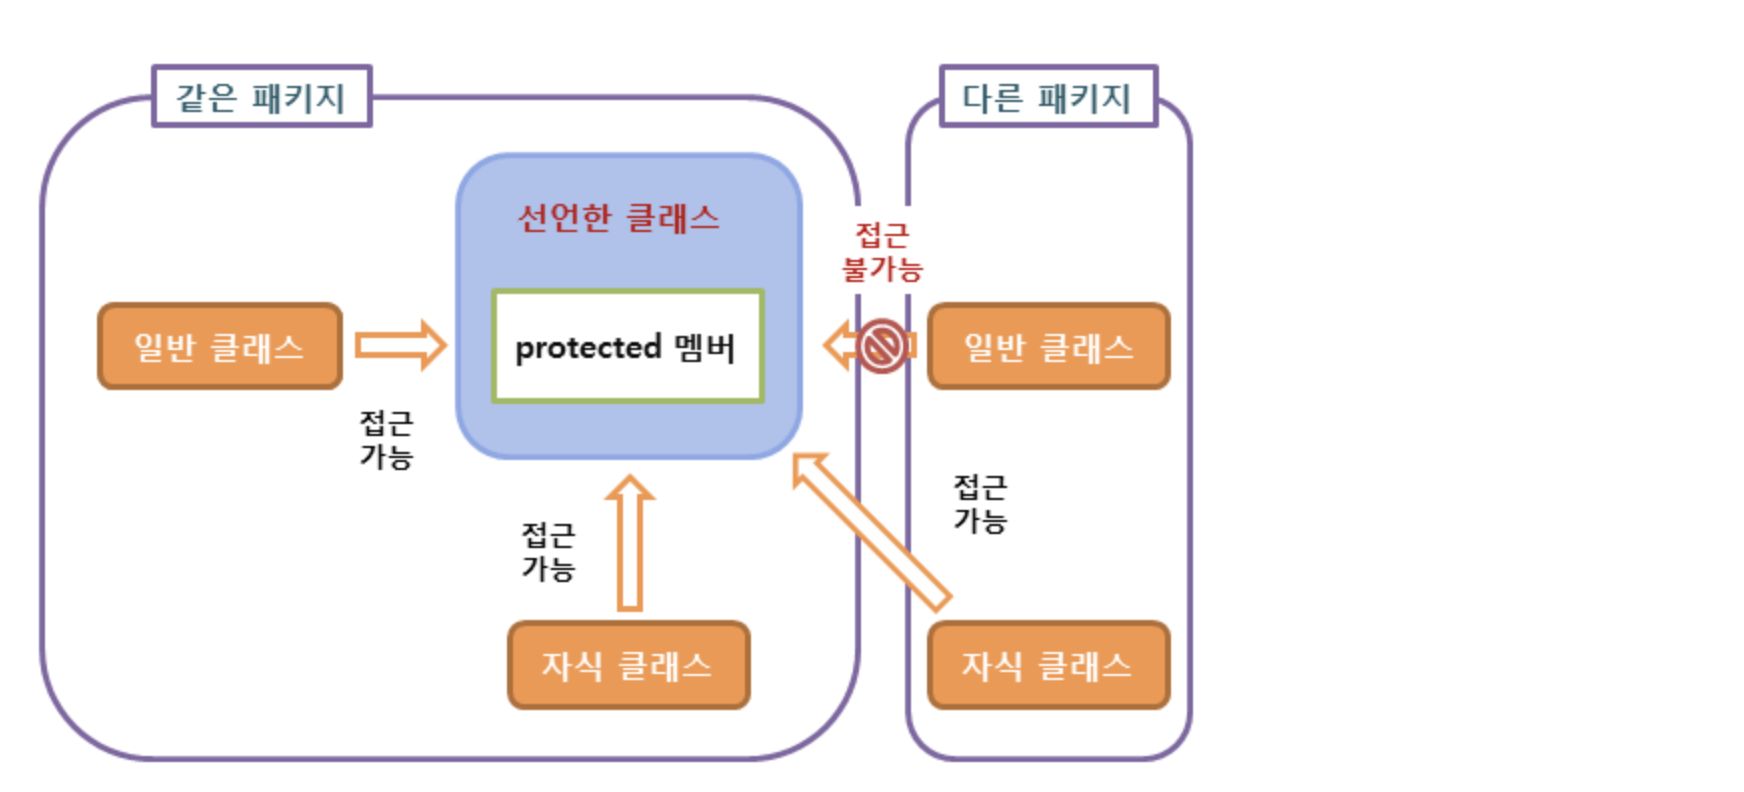 같은 패키지
다른 패키지
선언한 클래스
접근
불가능
일반 클래스
protected 멤버
일반 클래스
접근
가능
접근
가능
접근
가능
자식 클래스
자식 클래스